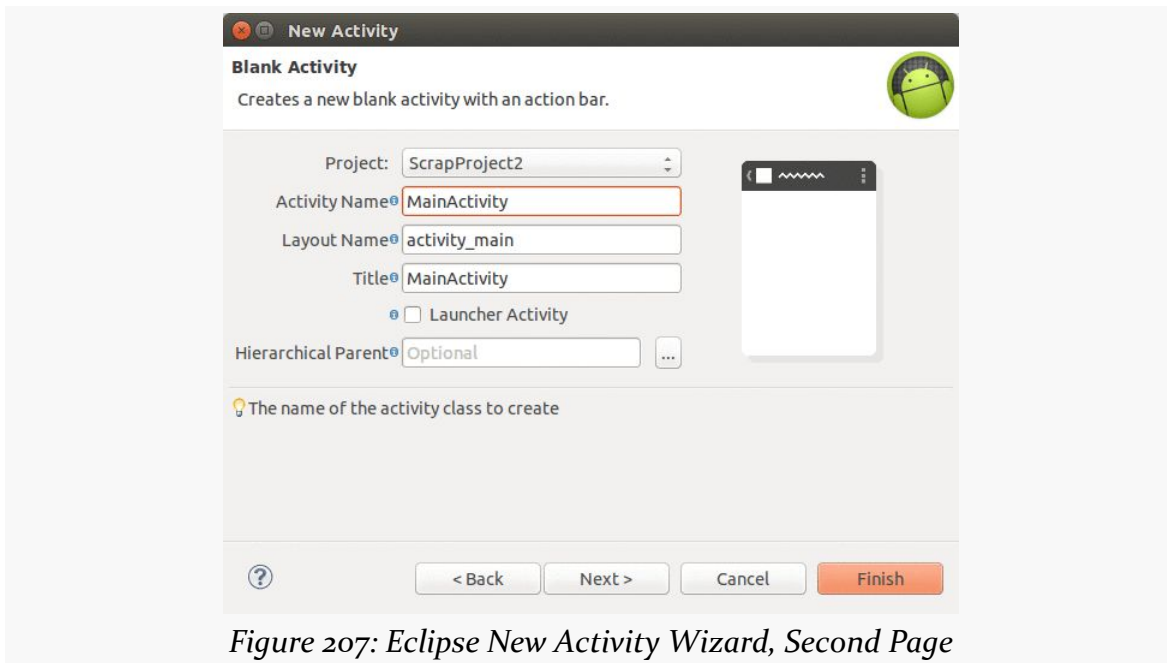 New Activity
Blank Activity
Creates a new blank activity with an action bar.
Project: ScrapProject2
Activity Name MainActivity
Layout Name activity_main
Title MainActivity
Launcher Activity
Hierarchical Parent Optional ...
The name of the activity class to create
? < Back Next > Cancel Finish
Figure 207: Eclipse New Activity Wizard, Second Page